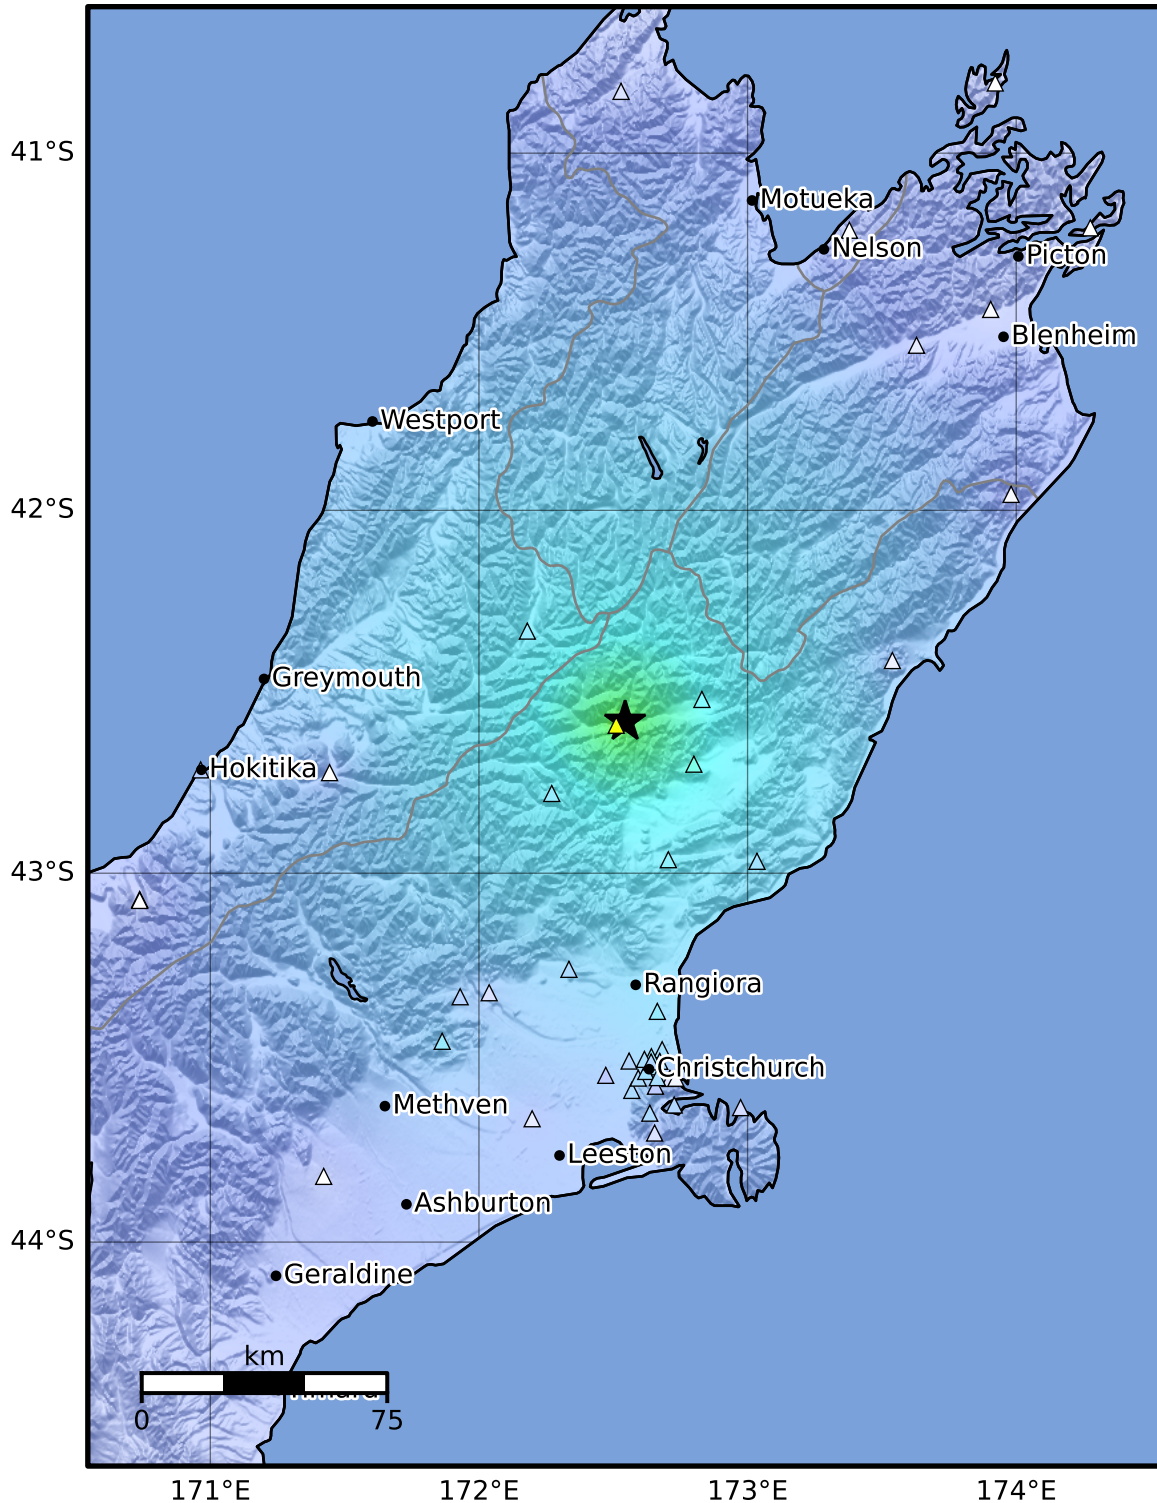 41°S
Motueka
Nelson
Picton
Blenheim
Westport
42°S
Greymouth
Hokitika
43°S
Rangiora
Christchurch
Methven
Leeston
Ashburton
44°S
Geraldine
km
0 75
171°E 172°E 173°E 174°E